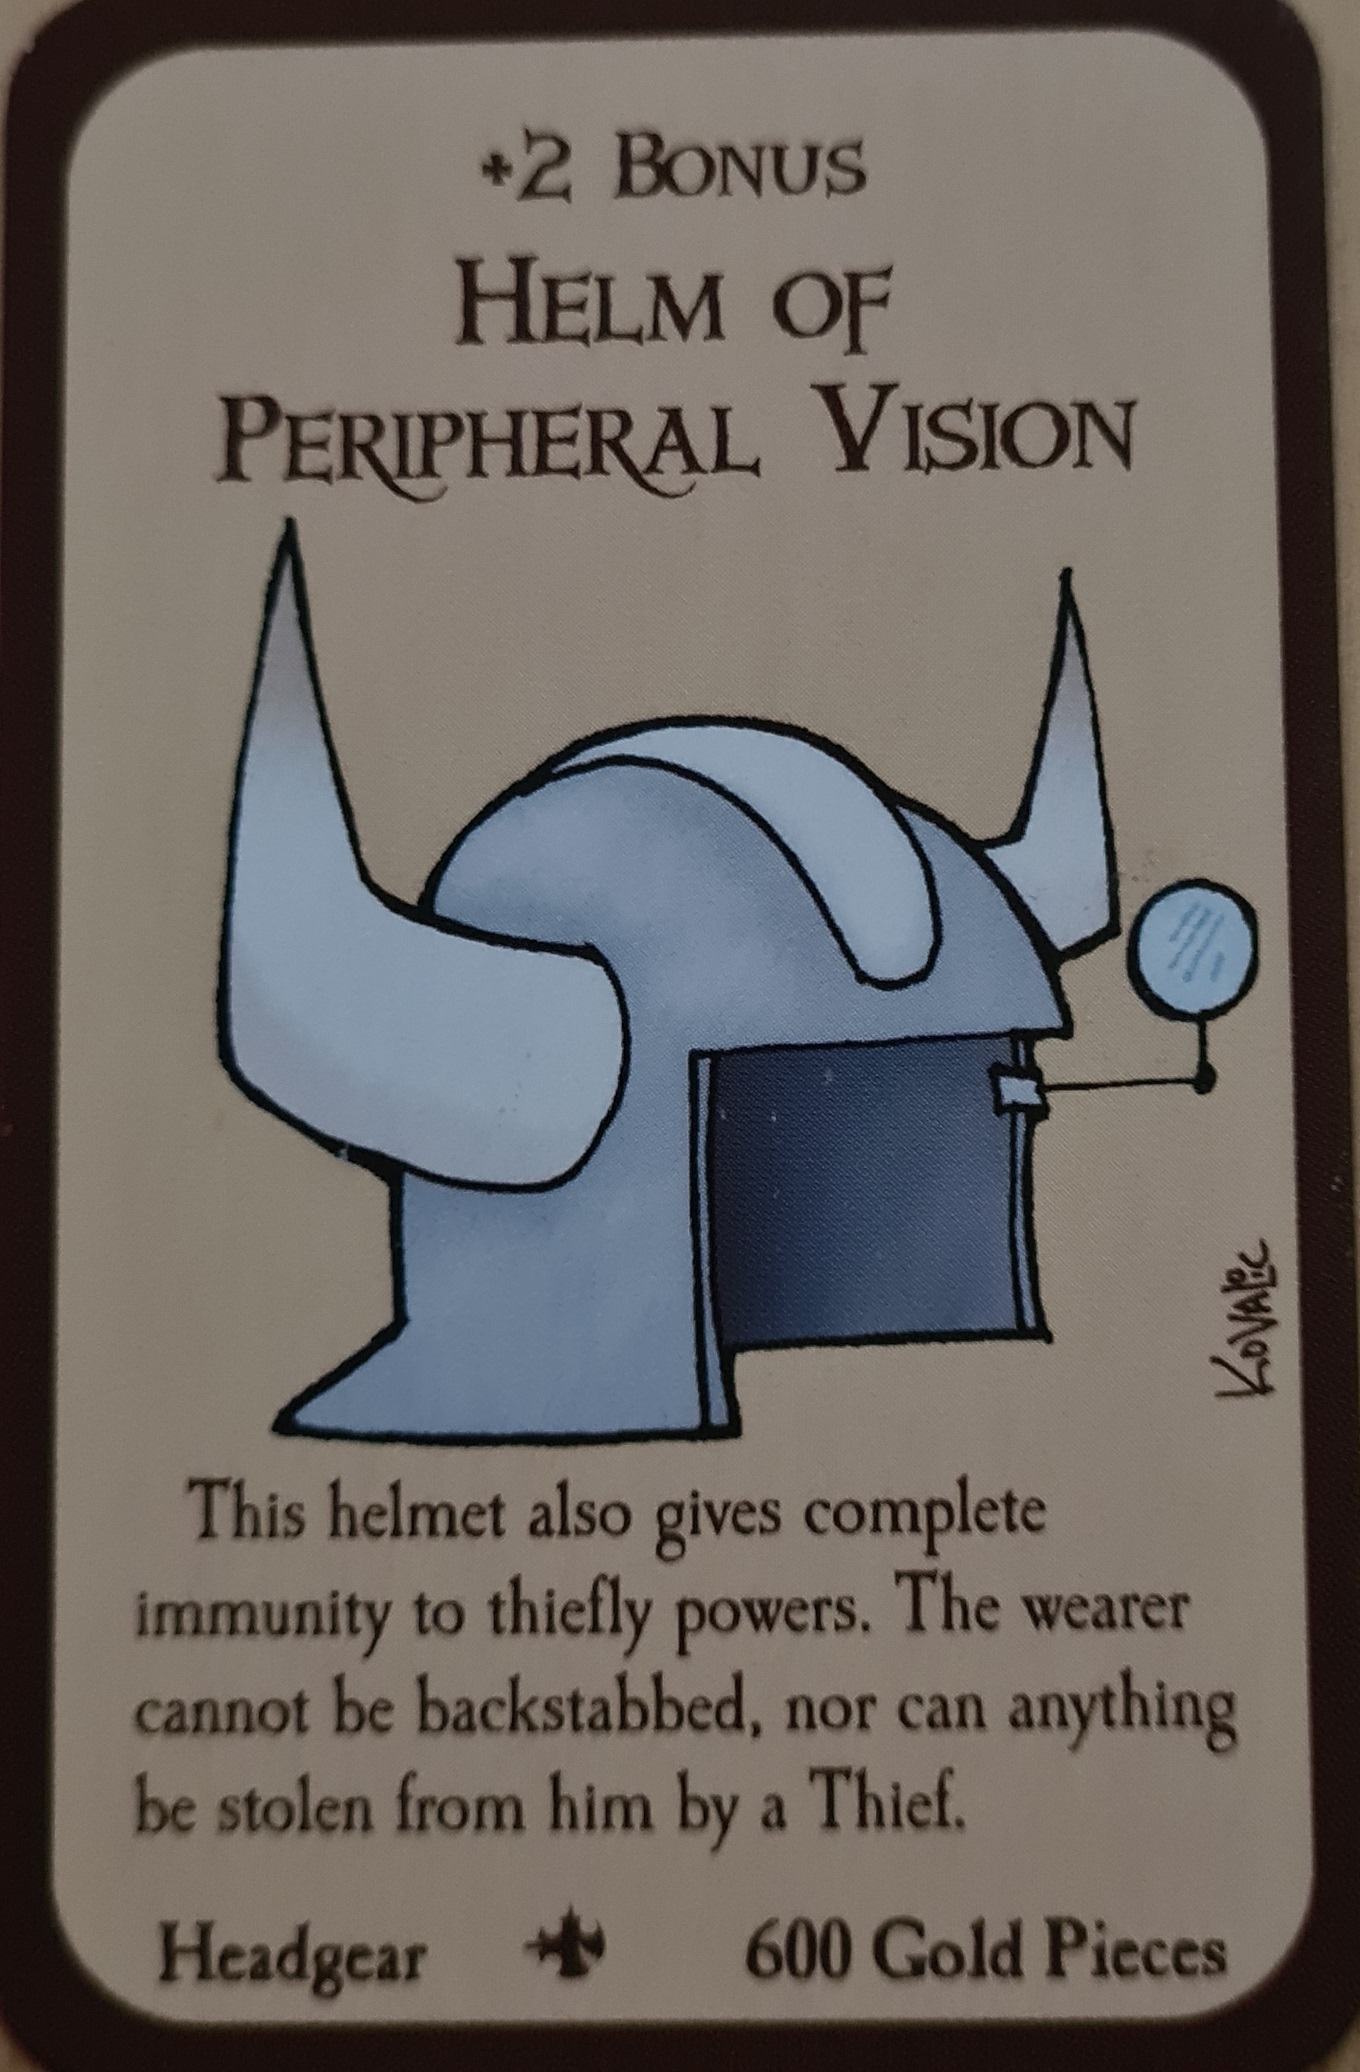 +2 Bonus
Helm of
Peripheral Vision
Kovalic
This helmet also gives complete
immunity to thiefly powers. The wearer
cannot be backstabbed, nor can anything
be stolen from him by a Thief.
Headgear 600 Gold Pieces